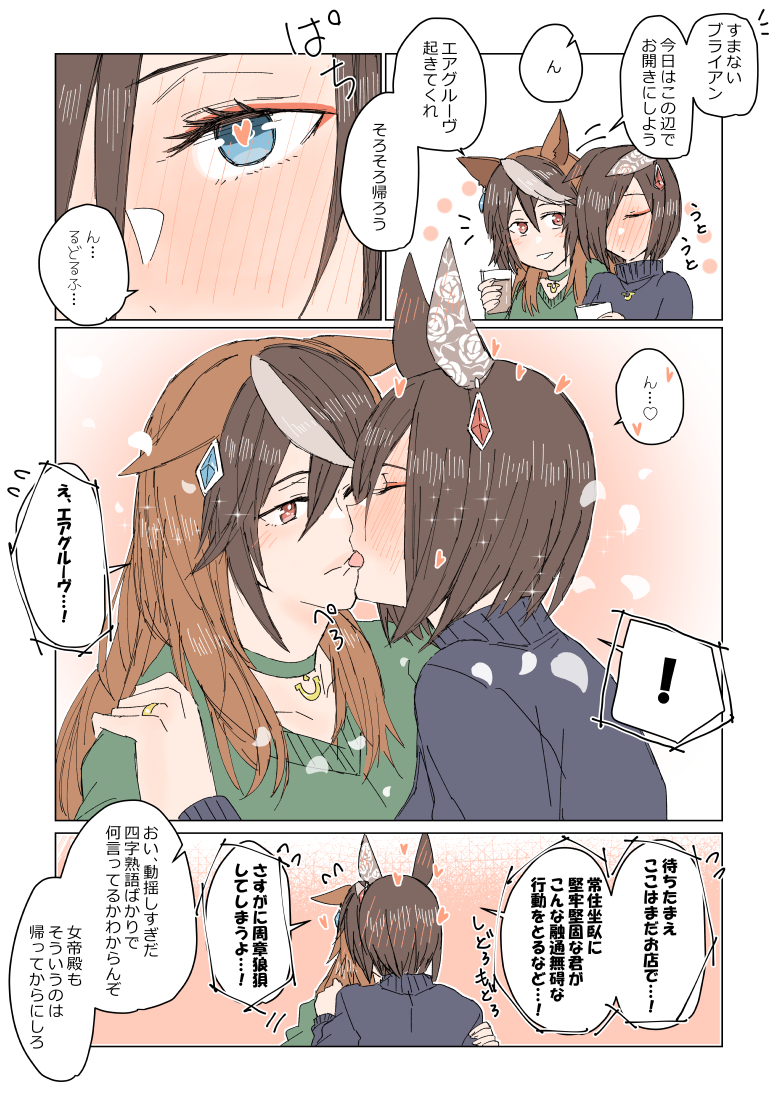 すまない
ブライアン
今日はこの辺で
お開きにしよう
ん
エアグルーヴ
起きてくれ
そろそろ帰ろう
うと
うと
ぱち
ん…
るどるふ…
ん…♡
え、エアグルーヴ…!
ぺろ
!
待ちたまえ
ここはまだお店で…!
常住坐臥に
堅牢堅固な君が
こんな融通無碍な
行動をとるなど…!
しどろもどろ
さすがに周章狼狽
してしまうよ…!
おい、動揺しすぎだ
四字熟語ばかりで
何言ってるかわからんぞ
女帝殿も
そういうのは
帰ってからにしろ